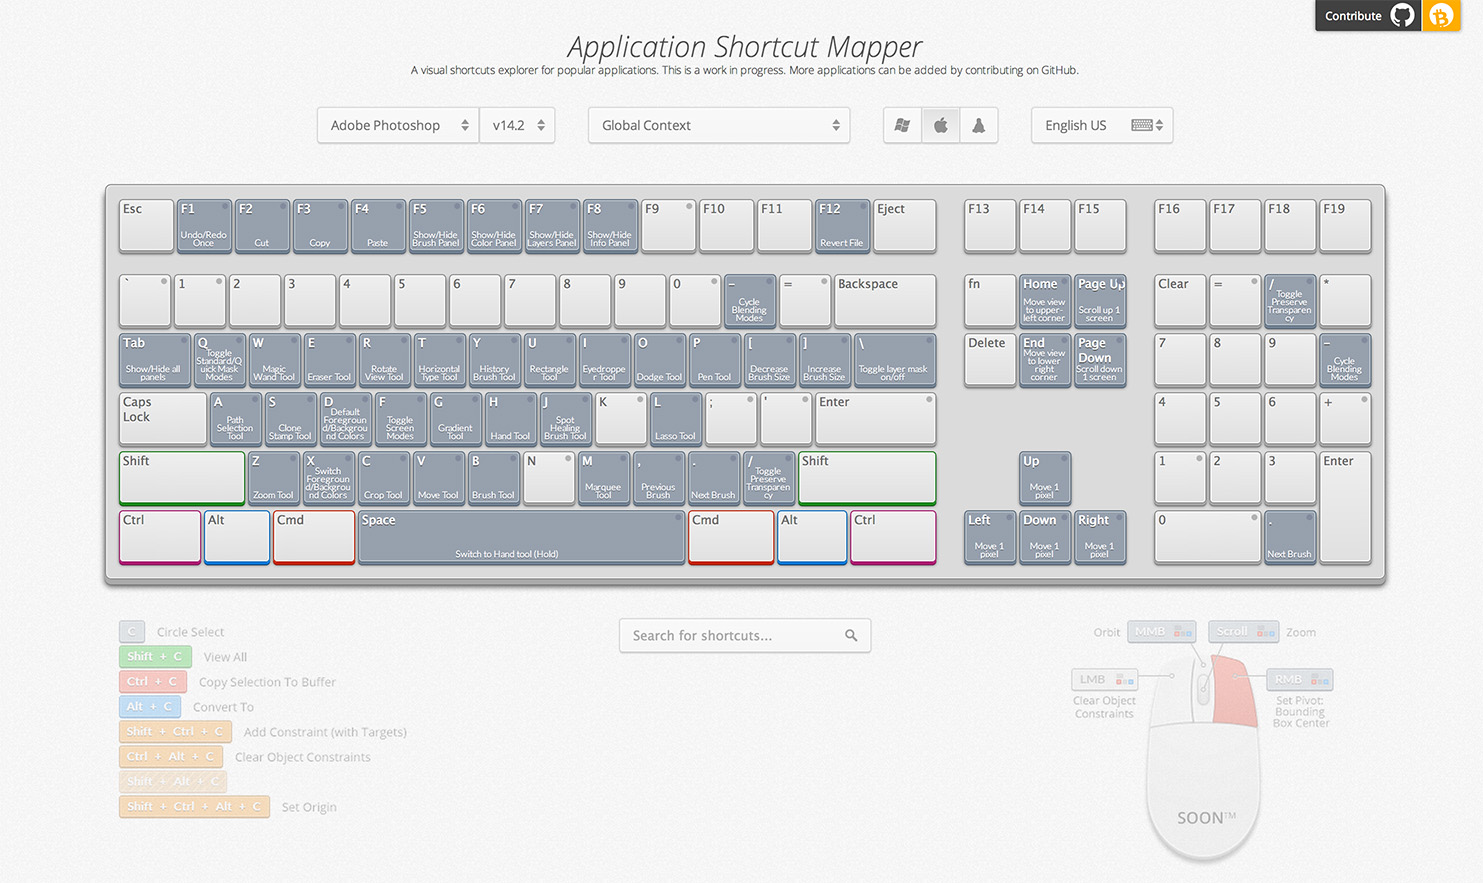 Contribute
Application Shortcut Mapper
A visual shortcuts explorer for popular applications. This is a work in progress. More applications can be added by contributing on GitHub.
Adobe Photoshop
v14.2
Global Context
English US
Esc
F1
Undo/Redo
Once
F2
Cut
F3
Copy
F4
Paste
F5
Show/Hide
Brush Panel
F6
Show/Hide
Color Panel
F7
Show/Hide
Layers Panel
F8
Show/Hide
Info Panel
F9
F10
F11
F12
Revert File
Eject
F13
F14
F15
F16
F17
F18
F19
`
1
2
3
4
5
6
7
8
9
0
–
Cycle
Blending
Modes
=
Backspace
fn
Home
Move view
to upper-
left corner
Page Up
Scroll up 1
screen
Clear
=
/
Toggle
Preserve
Transparen
cy
*
Tab
Show/Hide all
panels
Q
Toggle
Standard/Q
uick Mask
Modes
W
Magic
Wand Tool
E
Eraser Tool
R
Rotate
View Tool
T
Horizontal
Type Tool
Y
History
Brush Tool
U
Rectangle
Tool
I
Eyedroppe
r Tool
O
Dodge Tool
P
Pen Tool
[
Decrease
Brush Size
]
Increase
Brush Size
\
Toggle layer mask
on/off
Delete
End
Move view
to lower
right
corner
Page
Down
Scroll down
1 screen
7
8
9
–
Cycle
Blending
Modes
Caps
Lock
A
Path
Selection
Tool
S
Clone
Stamp Tool
D
Default
Foregroun
d/Backgrou
nd Colors
F
Toggle
Screen
Modes
G
Gradient
Tool
H
Hand Tool
J
Spot
Healing
Brush Tool
K
L
Lasso Tool
;
'
Enter
4
5
6
+
Shift
Z
Zoom Tool
X
Switch
Foregroun
d/Backgrou
nd Colors
C
Crop Tool
V
Move Tool
B
Brush Tool
N
M
Marquee
Tool
,
Previous
Brush
.
Next Brush
/
Toggle
Preserve
Transparen
cy
Shift
Up
Move 1
pixel
1
2
3
Enter
Ctrl
Alt
Cmd
Space
Switch to Hand tool (Hold)
Cmd
Alt
Ctrl
Left
Move 1
pixel
Down
Move 1
pixel
Right
Move 1
pixel
0
.
Next Brush
C Circle Select
Shift + C View All
Ctrl + C Copy Selection To Buffer
Alt + C Convert To
Shift + Ctrl + C Add Constraint (with Targets)
Ctrl + Alt + C Clear Object Constraints
Shift + Alt + C
Shift + Ctrl + Alt + C Set Origin
Search for shortcuts...
Orbit MMB Scroll Zoom
LMB
Clear Object
Constraints
RMB
Set Pivot:
Bounding
Box Center
SOON™